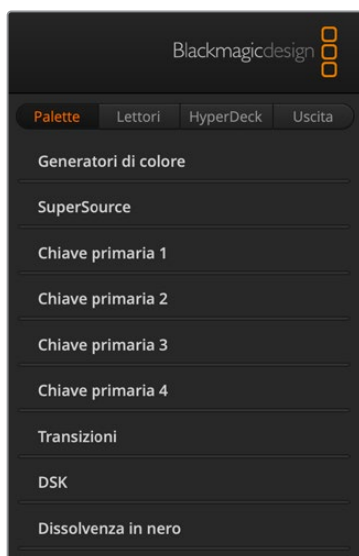 Blackmagicdesign
Palette Lettori HyperDeck Uscita
Generatori di colore
SuperSource
Chiave primaria 1
Chiave primaria 2
Chiave primaria 3
Chiave primaria 4
Transizioni
DSK
Dissolvenza in nero